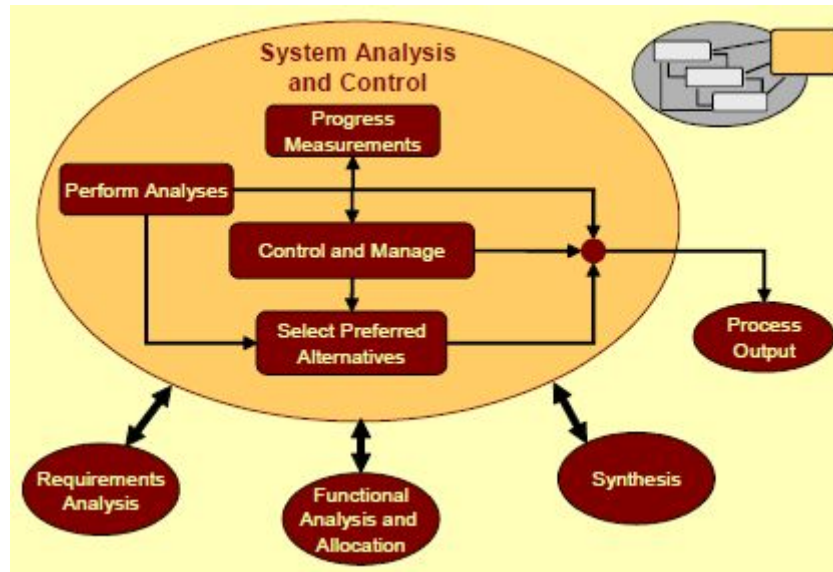 System Analysis
and Control
Progress
Measurements
Perform Analyses
Control and Manage
Select Preferred
Alternatives
Process
Output
Requirements
Analysis
Functional
Analysis and
Allocation
Synthesis